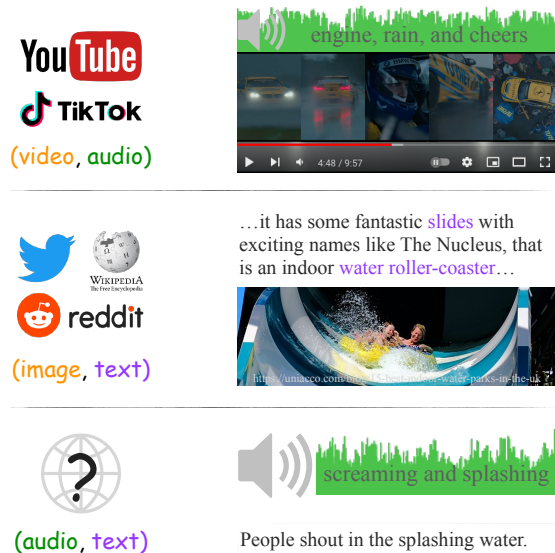 YouTube
TikTok
(video, audio)
engine, rain, and cheers
4:48 / 9:57
WIKIPEDIA
The Free Encyclopedia
reddit
(image, text)
…it has some fantastic slides with
exciting names like The Nucleus, that
is an indoor water roller-coaster…
?
(audio, text)
screaming and splashing
People shout in the splashing water.